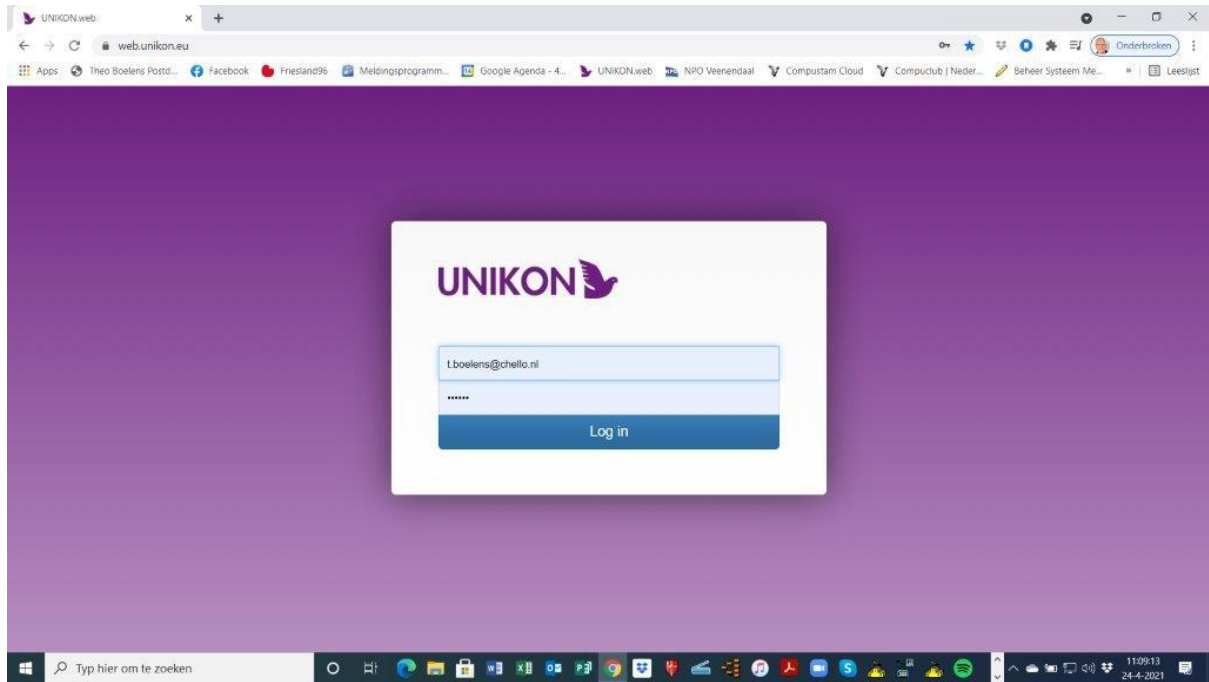 UNIKON.web
web.unikon.eu
Onderbroken
Apps Theo Boelens Postd... Facebook Friesland96 Meldingsprogramm... Google Agenda - 4... UNIKON.web NPO Veenendaal Compustam Cloud Compuclub | Neder... Beheer Systeem Me... » Leeslijst
UNIKON
t.boelens@chello.nl
••••••
Log in
Typ hier om te zoeken
11:09:13
24-4-2021